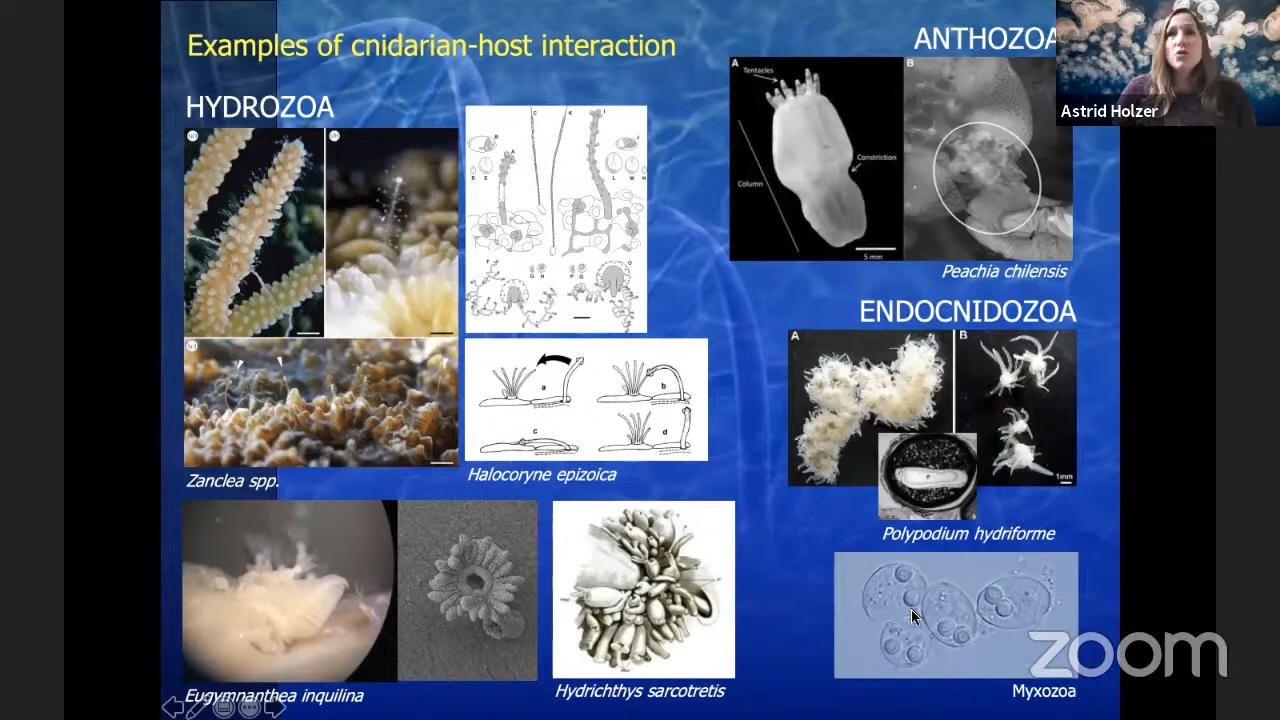 Examples of cnidarian-host interaction
HYDROZOA
Zanclea spp.
Halocoryne epizoica
a
b
c
d
Eugymnanthea inquilina
Hydrichthys sarcotretis
ANTHOZOA
A
B
Tentacles
Constriction
Column
5 mm
Peachia chilensis
ENDOCNIDOZOA
A
B
1mm
Polypodium hydriforme
Myxozoa
Astrid Holzer
zoom